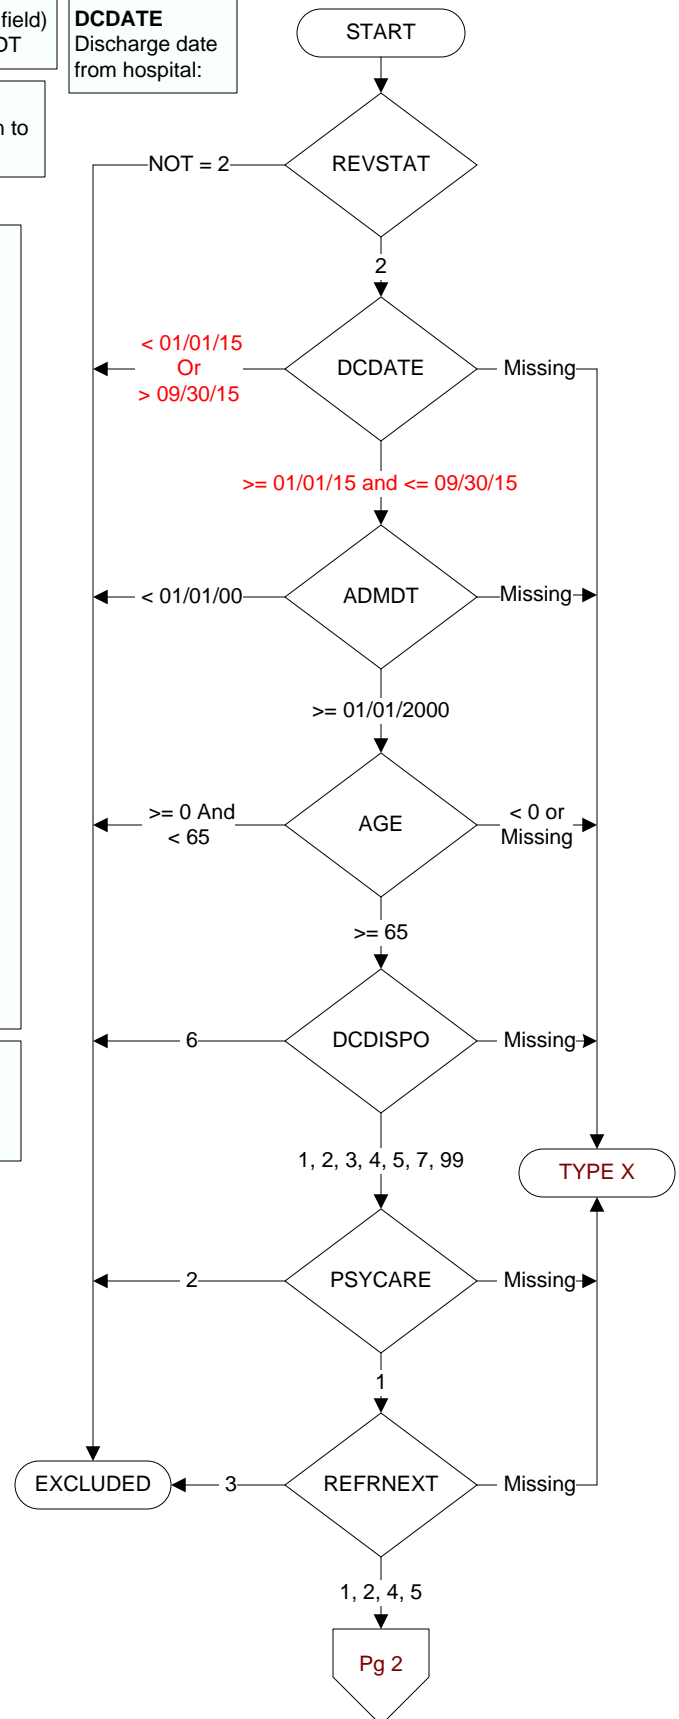 field)
DT
DCDATE
Discharge date
from hospital:
n to
START
REVSTAT
NOT = 2
2
DCDATE
< 01/01/15
Or
> 09/30/15
Missing
>= 01/01/15 and <= 09/30/15
ADMDT
< 01/01/00
Missing
>= 01/01/2000
AGE
>= 0 And
< 65
< 0 or
Missing
>= 65
DCDISPO
6
Missing
1, 2, 3, 4, 5, 7, 99
TYPE X
PSYCARE
2
Missing
1
EXCLUDED
3
REFRNEXT
Missing
1, 2, 4, 5
Pg 2